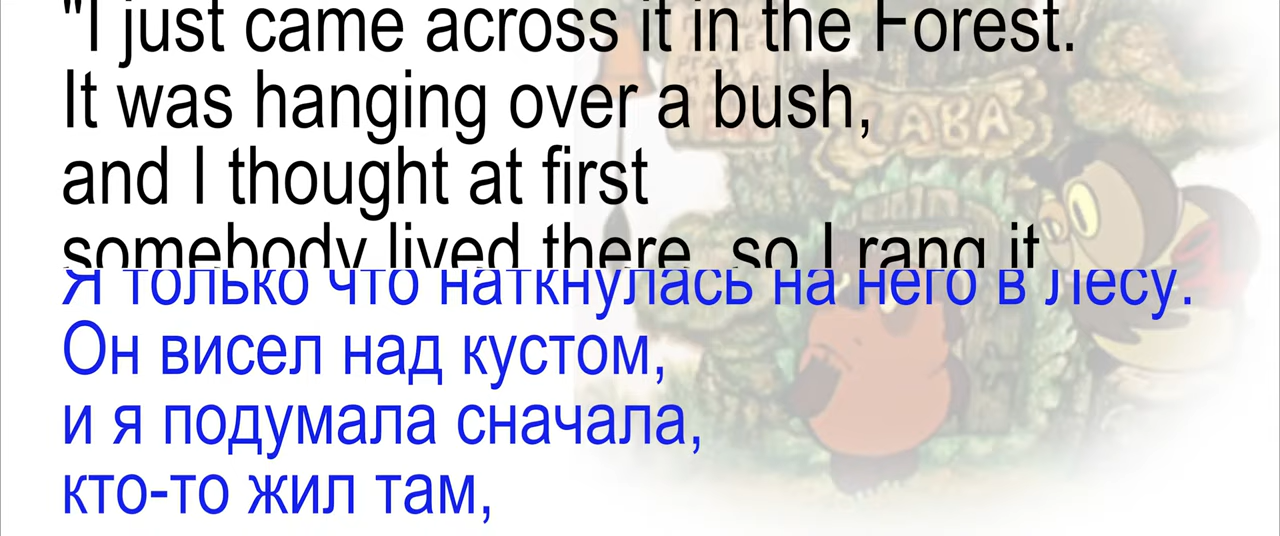 "I just came across it in the Forest.
It was hanging over a bush,
and I thought at first
somebody lived there, so I rang it
Я только что наткнулась на него в Лесу.
Он висел над кустом,
и я подумала сначала,
кто-то жил там,
САВА